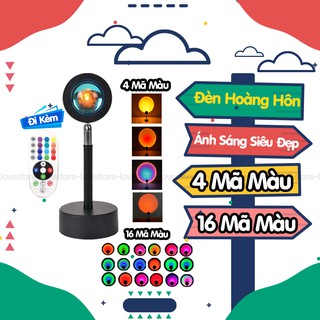 4 Mã Màu
Đi Kèm
16 Mã Màu
Đèn Hoàng Hôn
Ánh Sáng Siêu Đẹp
4 Mã Màu
16 Mã Màu